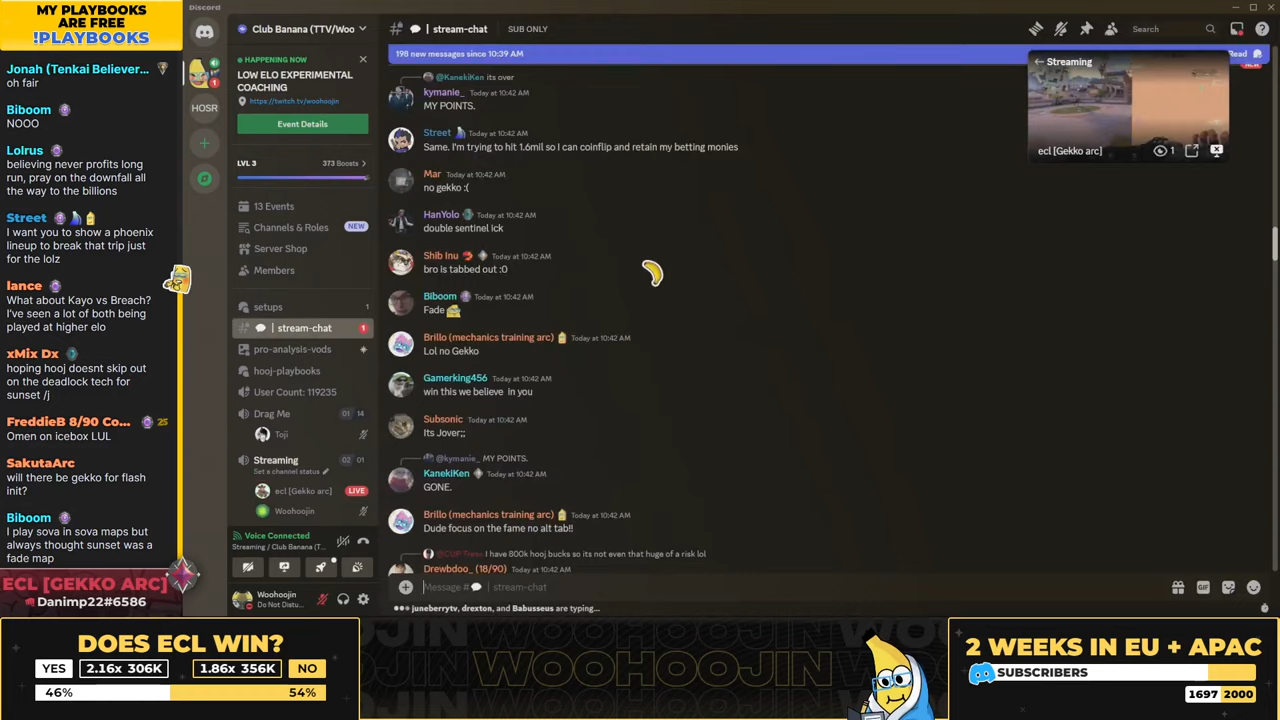 MY PLAYBOOKS
ARE FREE
!PLAYBOOKS
Jonah (Tenkai Believer...
oh fair
Biboom
NOOO
Lolrus
believing never profits long
run, pray on the downfall all
the way to the billions
Street
I want you to show a phoenix
lineup to break that trip just
for the lolz
lance
What about Kayo vs Breach?
I've seen a lot of both being
played at higher elo
xMix Dx
hoping hooj doesnt skip out
on the deadlock tech for
sunset /j
FreddieB 8/90 Co... 25
Omen on icebox LUL
SakutaArc
will there be gekko for flash
init?
Biboom
I play sova in sova maps but
always thought sunset was a
fade map
ECL [GEKKO ARC]
Danimp22#6586
Discord
HOSR
1
Club Banana (TTV/Woo
HAPPENING NOW
LOW ELO EXPERIMENTAL
COACHING
https://twitch.tv/woohoojin
Event Details
LVL 3 373 Boosts
13 Events
Channels & Roles NEW
Server Shop
Members
setups 1
stream-chat 1
pro-analysis-vods
hooj-playbooks
User Count: 119235
Drag Me 01 14
Toji
Streaming 02 01
Set a channel status
ecl [Gekko arc] LIVE
Woohoojin
Voice Connected
Streaming / Club Banana (T...
Woohoojin
Do Not Distu...
| stream-chat SUB ONLY
Search
198 new messages since 10:39 AM
Read
NEW
@KanekiKen its over
kymanie_ Today at 10:42 AM
MY POINTS.
Street Today at 10:42 AM
Same. I'm trying to hit 1.6mil so I can coinflip and retain my betting monies
Mar Today at 10:42 AM
no gekko :(
HanYolo Today at 10:42 AM
double sentinel ick
Shib Inu Today at 10:42 AM
bro is tabbed out :O
Biboom Today at 10:42 AM
Fade
Brillo (mechanics training arc) Today at 10:42 AM
Lol no Gekko
Gamerking456 Today at 10:42 AM
win this we believe in you
Subsonic Today at 10:42 AM
Its Jover;;
@kymanie_ MY POINTS.
KanekiKen Today at 10:42 AM
GONE.
Brillo (mechanics training arc) Today at 10:42 AM
Dude focus on the fame no alt tab!!
I have 800k hooj bucks so its not even that huge of a risk lol
Drewbdoo_ (18/90) Today at 10:42 AM
Message # | stream-chat
GIF
juneberrytv, drexton, and Babusseus are typing...
Streaming
ecl [Gekko arc] 1
DOES ECL WIN?
YES 2.16x 306K 1.86x 356K NO
46% 54%
WOOHOOJIN
2 WEEKS IN EU + APAC
SUBSCRIBERS
1697 2000